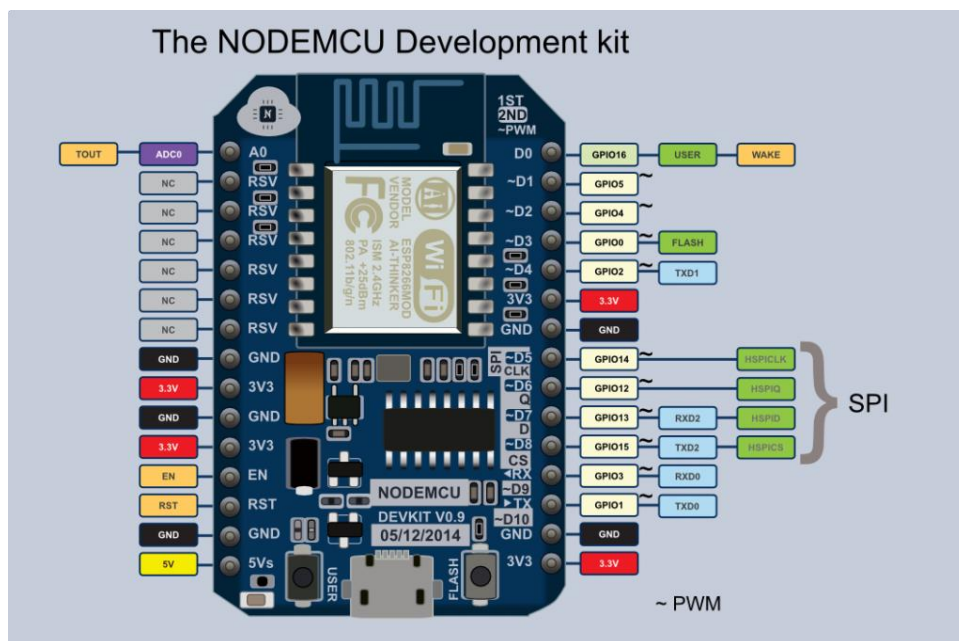 The NODEMCU Development kit
1ST
2ND
~PWM
TOUT ADC0 A0 D0 GPIO16 USER WAKE
NC RSV ~D1 GPIO5 ~
NC RSV ~D2 GPIO4 ~
NC RSV ~D3 GPIO0 ~ FLASH
NC RSV ~D4 GPIO2 ~ TXD1
NC RSV 3V3 3.3V
NC RSV GND GND
MODEL ESP8266MOD
VENDOR AI-THINKER
ISM 2.4GHz
PA +25dBm
802.11b/g/n
FC
Ai
Wi Fi
GND GND SPI ~D5 GPIO14 ~ HSPICLK
CLK
3.3V 3V3 ~D6 GPIO12 ~ HSPIQ
Q
GND GND ~D7 GPIO13 ~ RXD2 HSPID
D
3.3V 3V3 ~D8 GPIO15 ~ TXD2 HSPICS
CS
SPI
EN EN RX GPIO3 ~ RXD0
~D9
RST RST TX GPIO1 ~ TXD0
~D10
NODEMCU
DEVKIT V0.9
05/12/2014
GND GND GND GND
5V 5Vs 3V3 3.3V
USER
FLASH
~ PWM